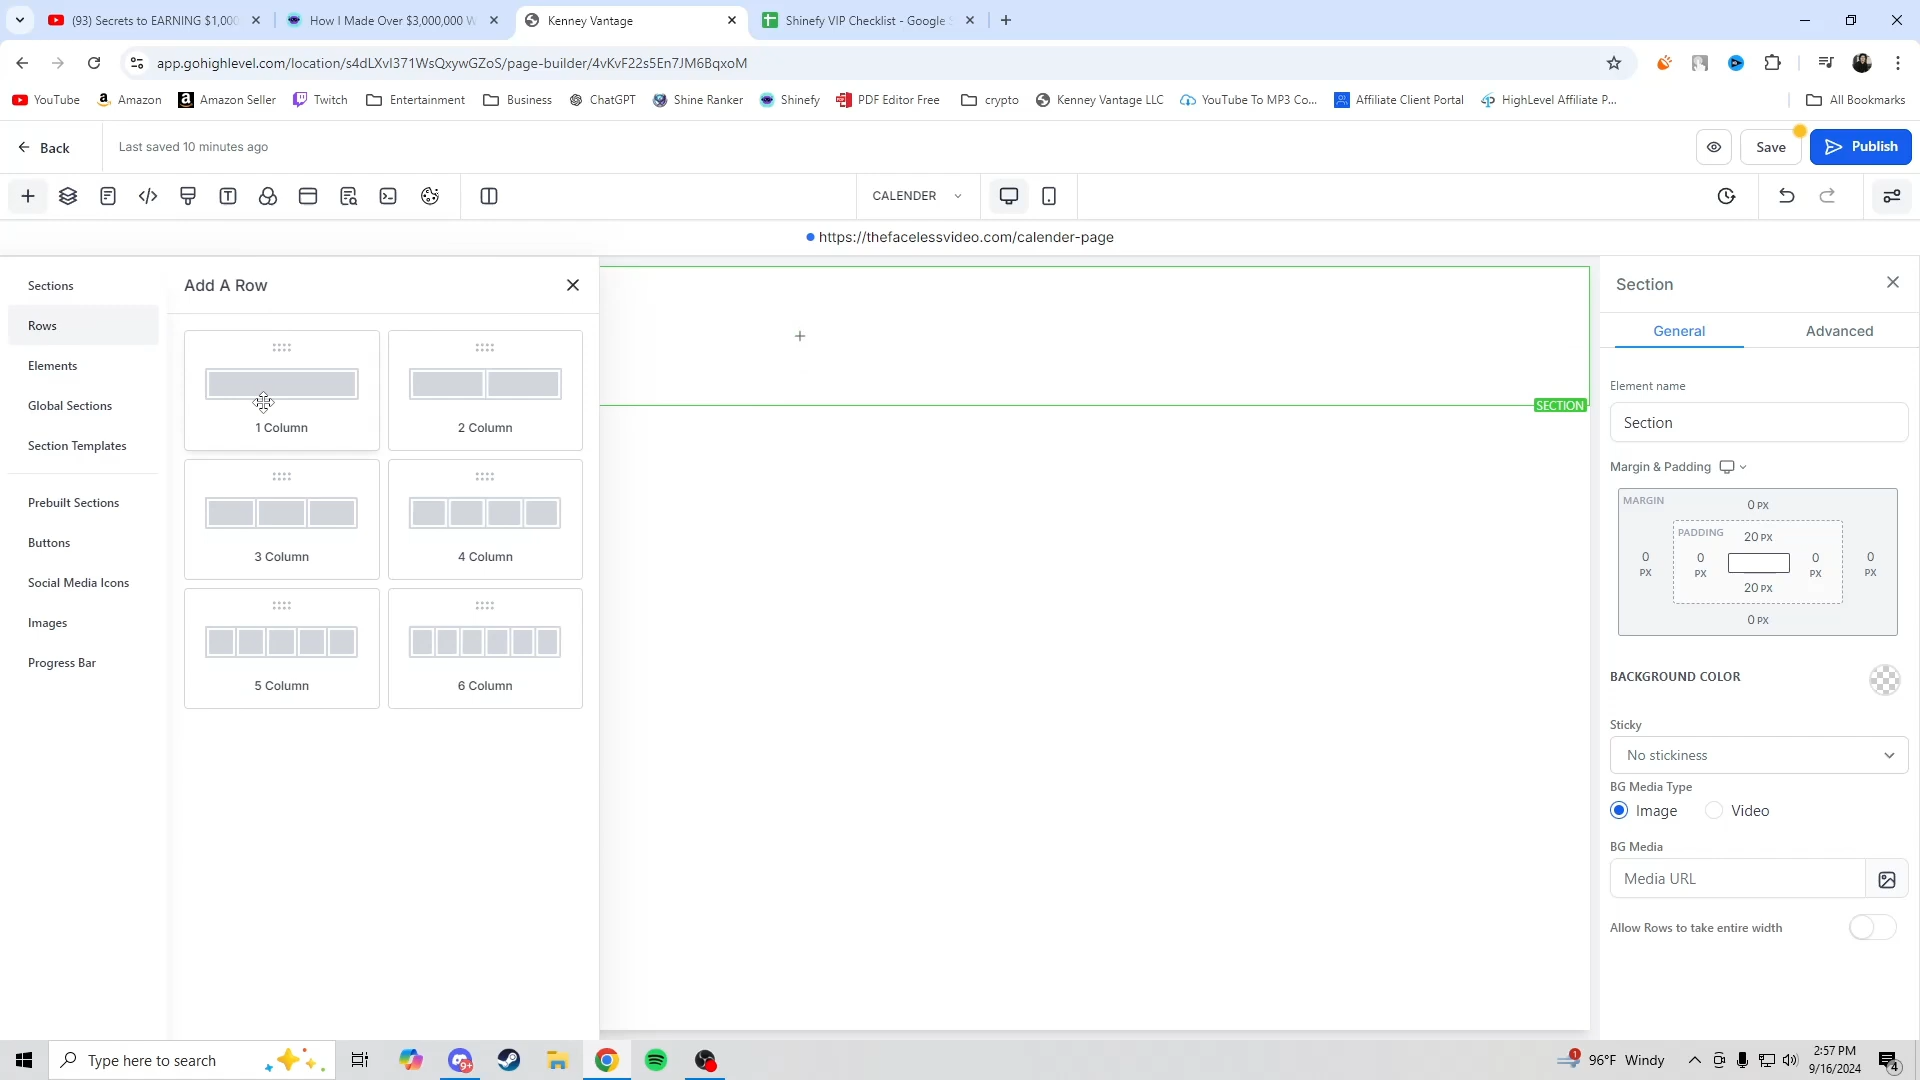 (93) Secrets to EARNING $1,000
How I Made Over $3,000,000 W
Kenney Vantage
Shinefy VIP Checklist - Google S
app.gohighlevel.com/location/s4dLXvI371WsQxywGZoS/page-builder/4vKvF22s5En7JM6BqxoM
YouTube
Amazon
Amazon Seller
Twitch
Entertainment
Business
ChatGPT
Shine Ranker
Shinefy
PDF Editor Free
crypto
Kenney Vantage LLC
YouTube To MP3 Co...
Affiliate Client Portal
HighLevel Affiliate P...
All Bookmarks
Back
Last saved 10 minutes ago
Save
Publish
CALENDER
https://thefacelessvideo.com/calender-page
Sections
Rows
Elements
Global Sections
Section Templates
Prebuilt Sections
Buttons
Social Media Icons
Images
Progress Bar
Add A Row
1 Column
2 Column
3 Column
4 Column
5 Column
6 Column
SECTION
Section
General
Advanced
Element name
Section
Margin & Padding
MARGIN
0 PX
PADDING
20 PX
0 PX
0 PX
0 PX
0 PX
20 PX
0 PX
BACKGROUND COLOR
Sticky
No stickiness
BG Media Type
Image
Video
BG Media
Media URL
Allow Rows to take entire width
Type here to search
9+
1
96°F Windy
2:57 PM
9/16/2024
4